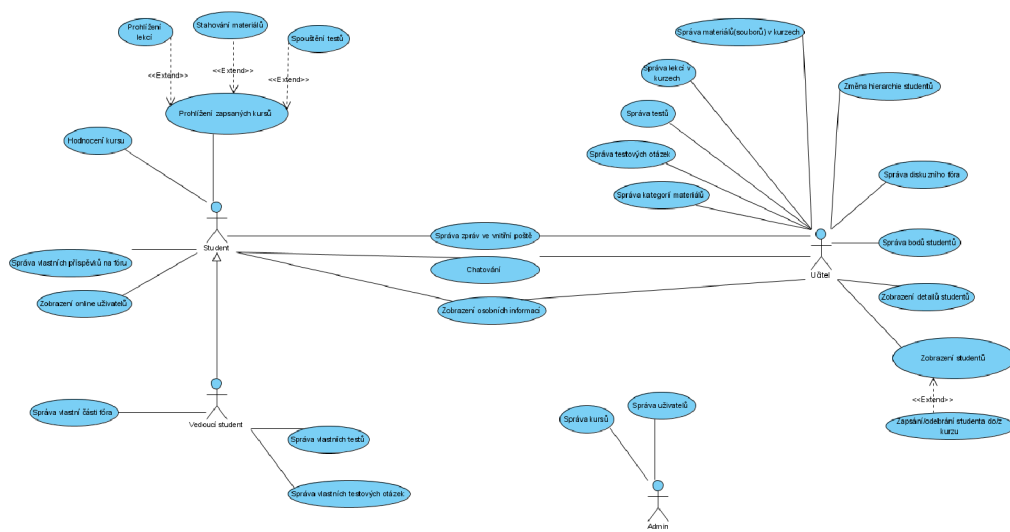 Prohlížení
lekcí
Stahování materiálů
Spouštění testů
<<Extend>>
<<Extend>>
<<Extend>>
Prohlížení zapsaných kursů
Hodnocení kursu
Student
Správa vlastních příspěvků na fóru
Zobrazení online uživatelů
Správa zpráv ve vnitřní poště
Chatování
Zobrazení osobních informací
Správa vlastní části fóra
Vedoucí student
Správa vlastních testů
Správa vlastních testových otázek
Správa materiálů(souborů) v kurzech
Správa lekcí v
kurzech
Změna hierarchie studentů
Správa testů
Správa testových otázek
Správa kategorií materiálů
Správa diskuzního fóra
Správa bodů studentů
Učitel
Zobrazení detailů studentů
Zobrazení studentů
<<Extend>>
Zapsání/odebrání studenta do/z
kurzu
Správa kursů
Správa uživatelů
Admin